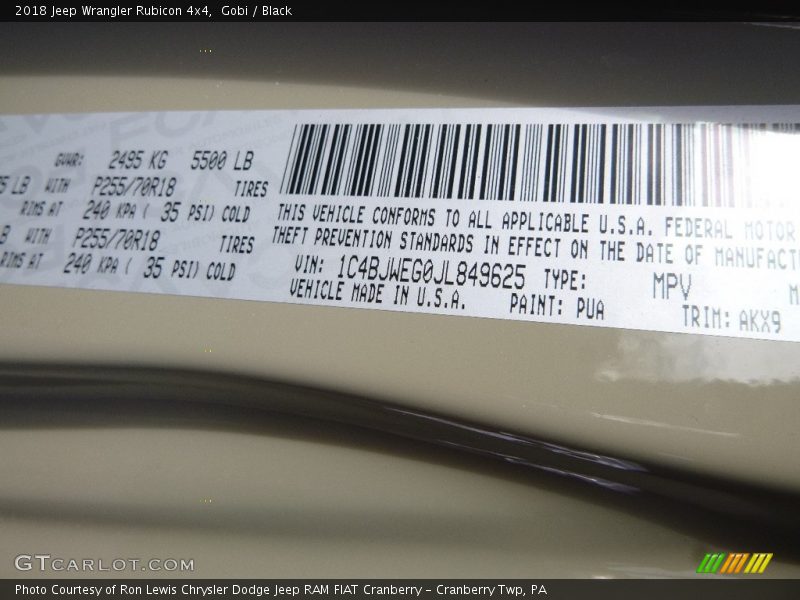 2018 Jeep Wrangler Rubicon 4x4,  Gobi / Black
GVWR: 2495 KG 5500 LB
5 LB WITH P255/70R18 TIRES
RIMS AT 240 KPA ( 35 PSI) COLD
B WITH P255/70R18 TIRES
RIMS AT 240 KPA ( 35 PSI) COLD
THIS VEHICLE CONFORMS TO ALL APPLICABLE U.S.A. FEDERAL MOTOR
THEFT PREVENTION STANDARDS IN EFFECT ON THE DATE OF MANUFACT
VIN: 1C4BJWEG0JL849625 TYPE: MPV M
VEHICLE MADE IN U.S.A. PAINT: PUA TRIM: AKX9
GTCARLOT.COM
Photo Courtesy of Ron Lewis Chrysler Dodge Jeep RAM FIAT Cranberry – Cranberry Twp, PA